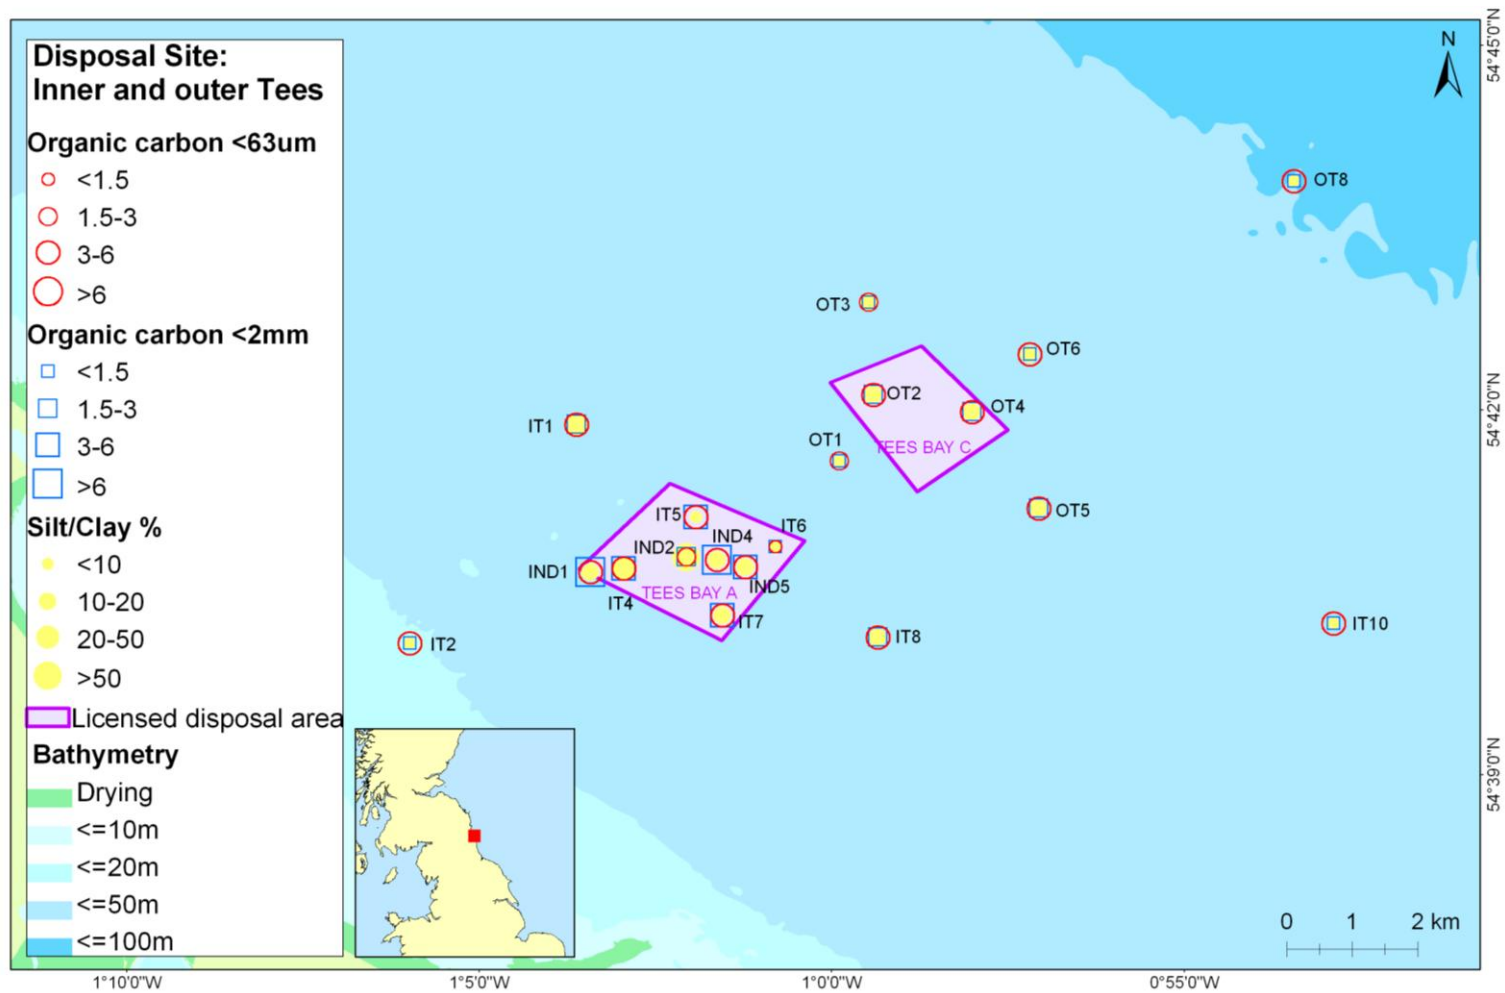 Disposal Site:
Inner and outer Tees
Organic carbon <63um
<1.5
1.5-3
3-6
>6
Organic carbon <2mm
<1.5
1.5-3
3-6
>6
Silt/Clay %
<10
10-20
20-50
>50
Licensed disposal area
Bathymetry
Drying
<=10m
<=20m
<=50m
<=100m
N
OT8
OT3
OT6
OT2
OT4
IT1
OT1
TEES BAY C
OT5
IT5
IT6
IND4
IND2
IND1
IND5
TEES BAY A
IT4
IT7
IT8
IT10
IT2
0 1 2 km
54°45'0"N
54°42'0"N
54°39'0"N
1°10'0"W 1°5'0"W 1°0'0"W 0°55'0"W